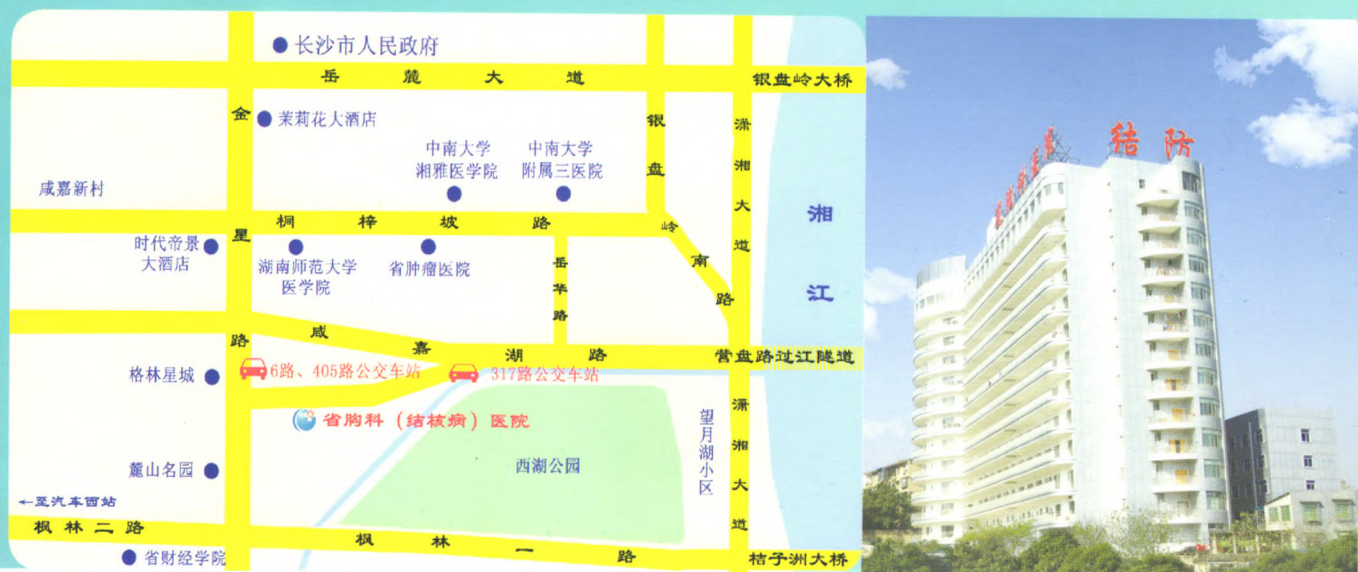 长沙市人民政府
岳麓大道
银盘岭大桥
金星路
茉莉花大酒店
银盘岭南路
潇湘大道
中南大学
湘雅医学院
中南大学
附属三医院
咸嘉新村
湘江
桐梓坡路
时代帝景
大酒店
湖南师范大学
医学院
省肿瘤医院
岳华路
咸嘉湖路
营盘路过江隧道
格林星城
6路、405路公交车站
317路公交车站
省胸科（结核病）医院
望月湖小区
潇湘大道
西湖公园
麓山名园
←至汽车西站
枫林二路
枫林一路
桔子洲大桥
省财经学院
结防